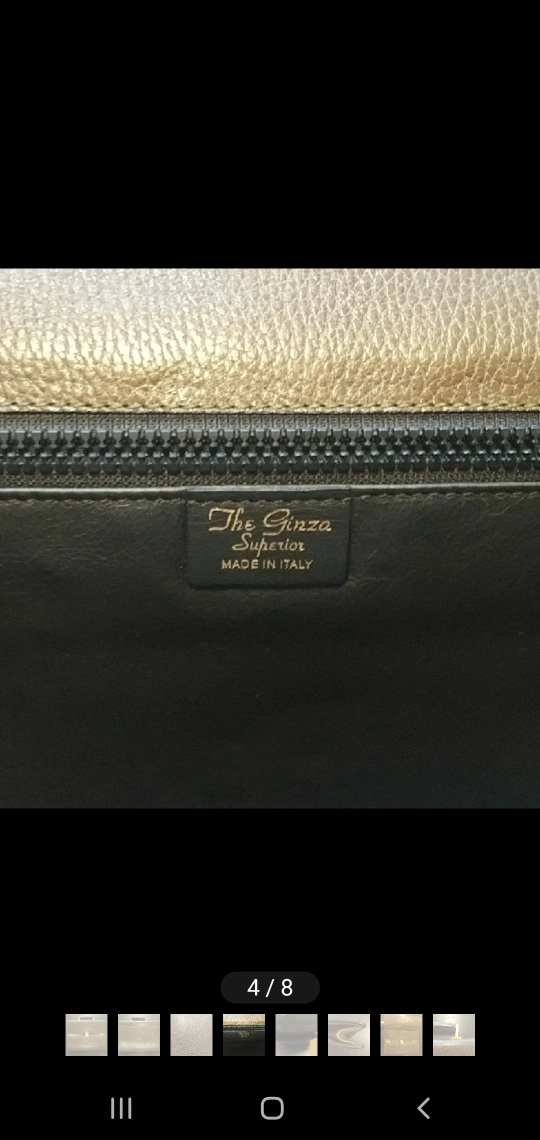 The Ginza
Superior
MADE IN ITALY
4 / 8